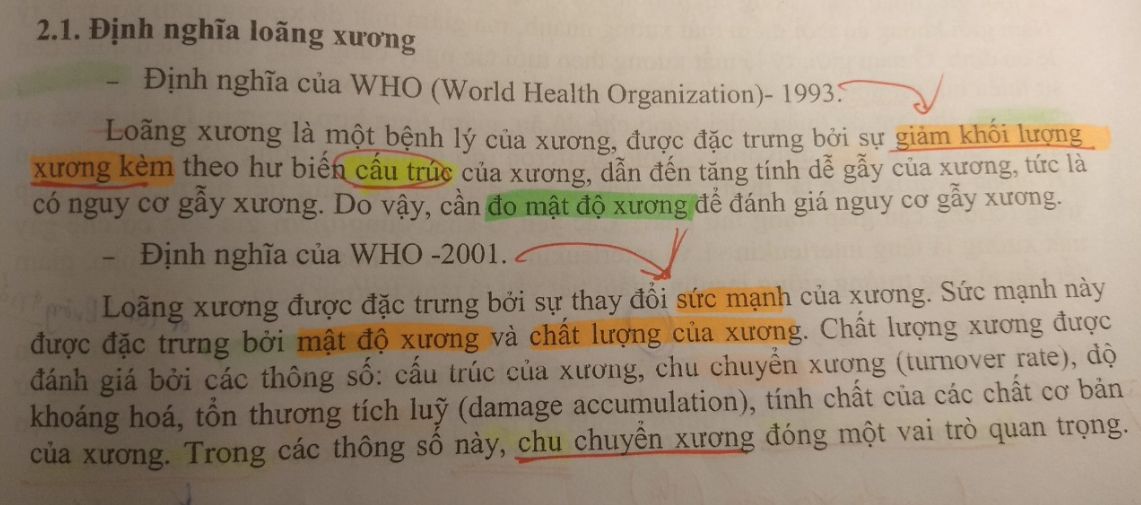 2.1. Định nghĩa loãng xương
- Định nghĩa của WHO (World Health Organization)- 1993.
Loãng xương là một bệnh lý của xương, được đặc trưng bởi sự giảm khối lượng
xương kèm theo hư biến cấu trúc của xương, dẫn đến tăng tính dễ gẫy của xương, tức là
có nguy cơ gẫy xương. Do vậy, cần đo mật độ xương để đánh giá nguy cơ gẫy xương.
- Định nghĩa của WHO -2001.
Loãng xương được đặc trưng bởi sự thay đổi sức mạnh của xương. Sức mạnh này
được đặc trưng bởi mật độ xương và chất lượng của xương. Chất lượng xương được
đánh giá bởi các thông số: cấu trúc của xương, chu chuyển xương (turnover rate), độ
khoáng hoá, tổn thương tích luỹ (damage accumulation), tính chất của các chất cơ bản
của xương. Trong các thông số này, chu chuyển xương đóng một vai trò quan trọng.